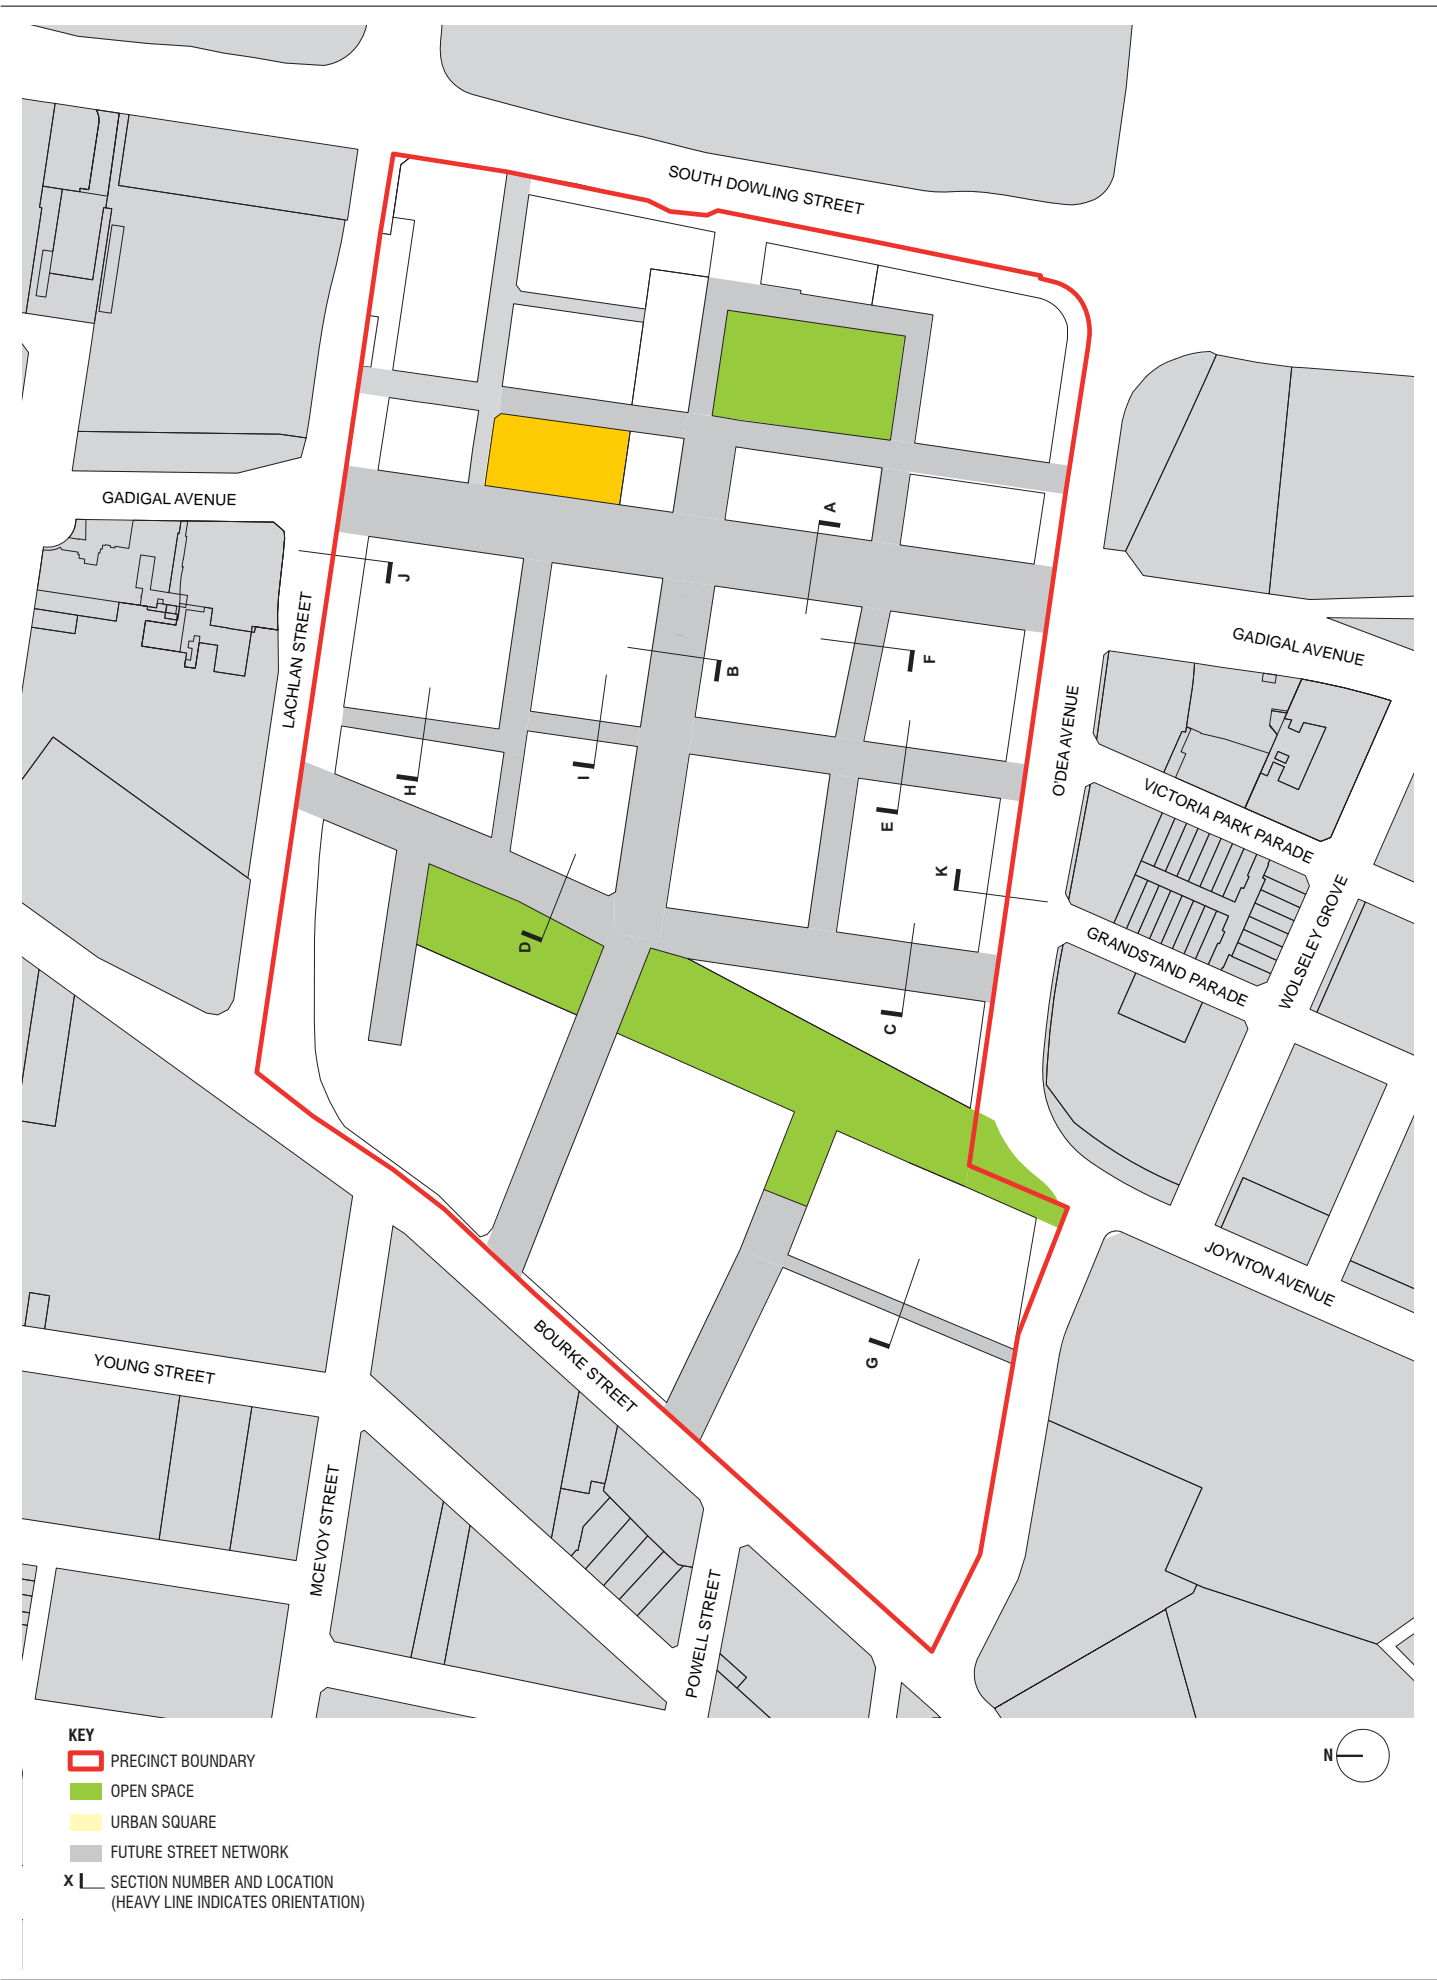 SOUTH DOWLING STREET
GADIGAL AVENUE
A
J
LACHLAN STREET
GADIGAL AVENUE
B
F
O'DEA AVENUE
H
I
E
VICTORIA PARK PARADE
K
WOLSELEY GROVE
D
GRANDSTAND PARADE
C
JOYNTON AVENUE
BOURKE STREET
G
YOUNG STREET
MCEVOY STREET
POWELL STREET
KEY
PRECINCT BOUNDARY
OPEN SPACE
URBAN SQUARE
FUTURE STREET NETWORK
X SECTION NUMBER AND LOCATION
(HEAVY LINE INDICATES ORIENTATION)
N